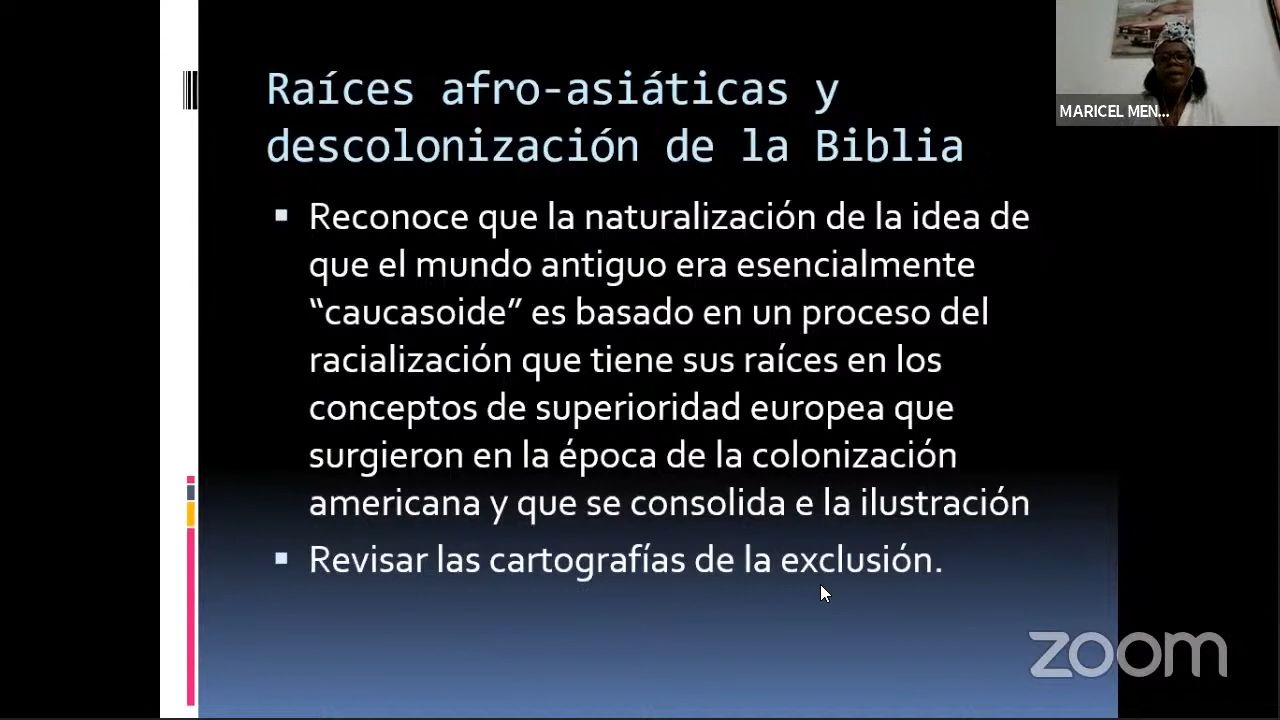 Raíces afro-asiáticas y
descolonización de la Biblia
Reconoce que la naturalización de la idea de
que el mundo antiguo era esencialmente
“caucasoide” es basado en un proceso del
racialización que tiene sus raíces en los
conceptos de superioridad europea que
surgieron en la época de la colonización
americana y que se consolida e la ilustración
Revisar las cartografías de la exclusión.
MARICEL MEN...
zoom